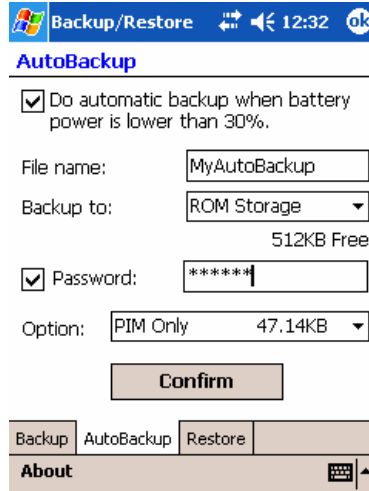 Backup/Restore 12:32 ok
AutoBackup
Do automatic backup when battery
power is lower than 30%.
File name: MyAutoBackup
Backup to: ROM Storage
512KB Free
Password: ******
Option: PIM Only 47.14KB
Confirm
Backup AutoBackup Restore
About